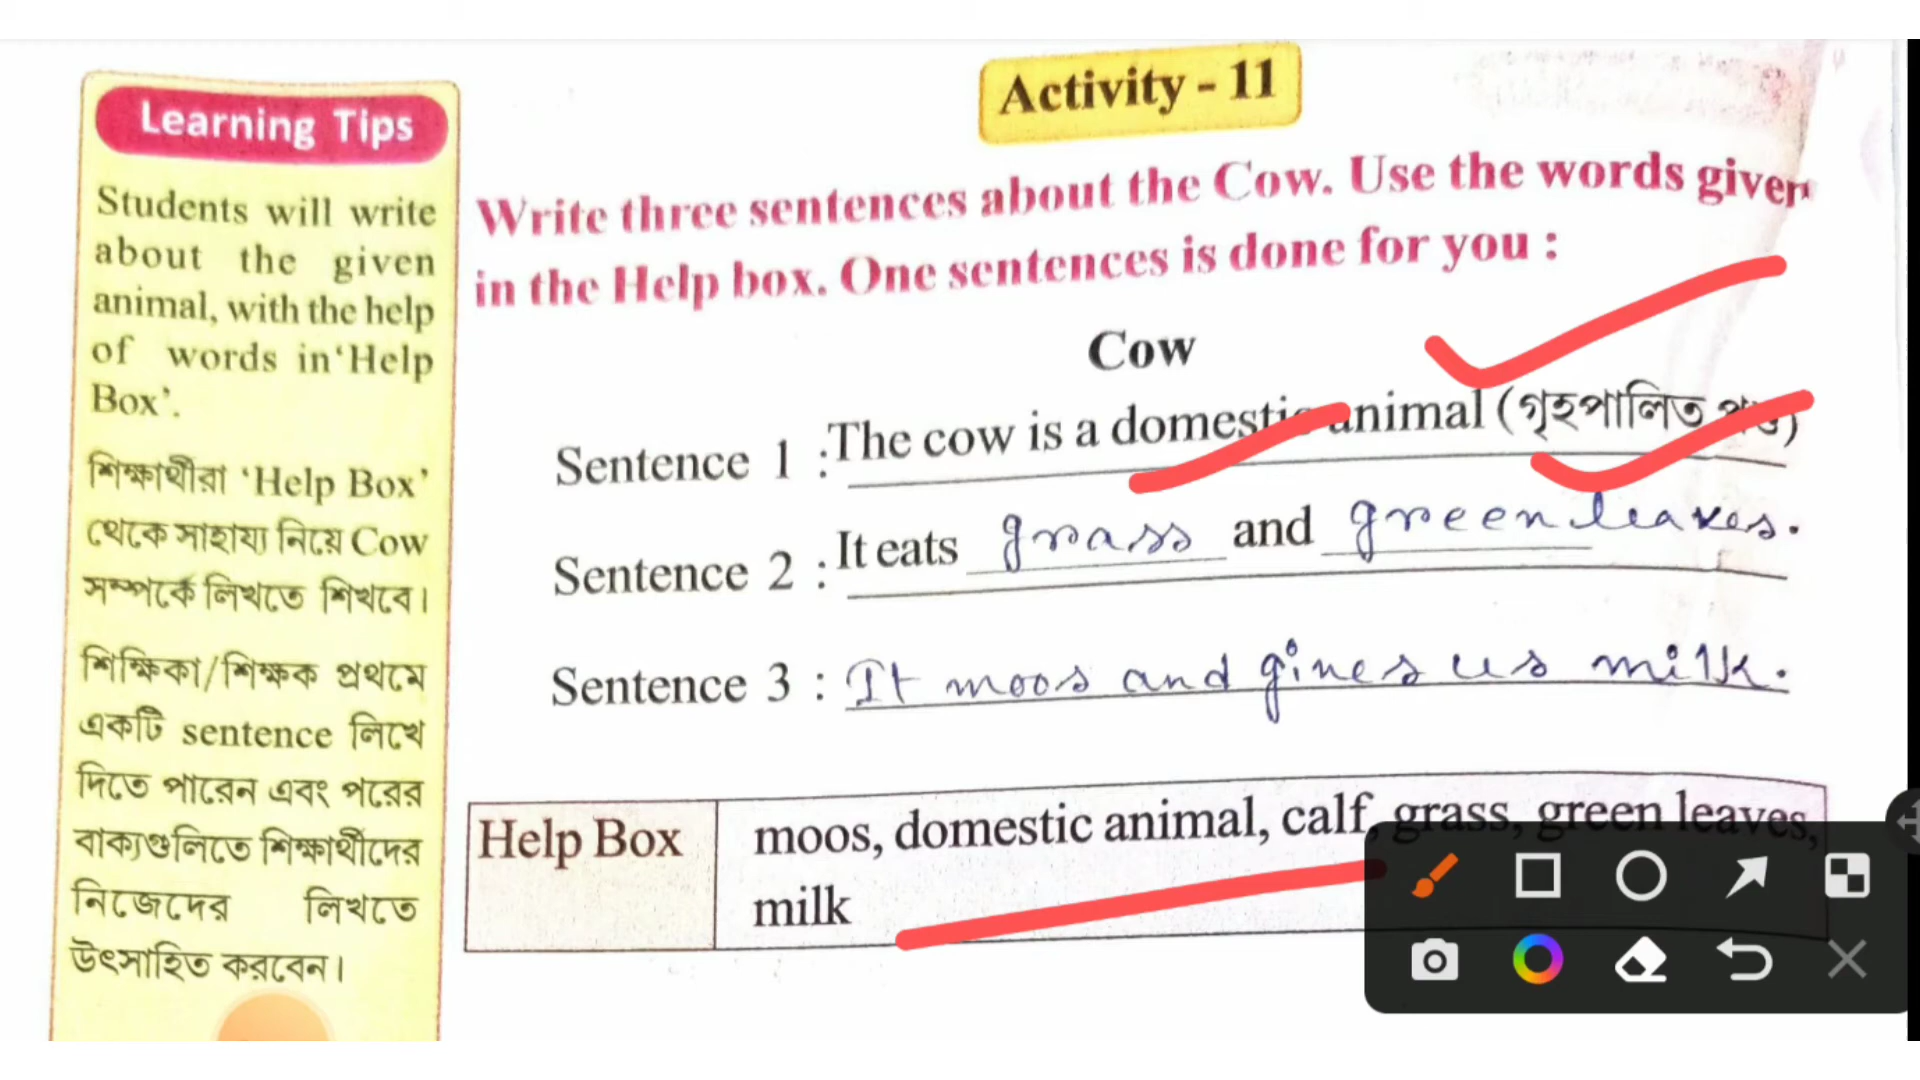 Activity - 11
Learning Tips
Students will write
about the given
animal, with the help
of words in‘Help
Box’.
শিক্ষার্থীরা ‘Help Box’
থেকে সাহায্য নিয়ে Cow
সম্পর্কে লিখতে শিখবে।
শিক্ষিকা/শিক্ষক প্রথমে
একটি sentence লিখে
দিতে পারেন এবং পরের
বাক্যগুলিতে শিক্ষার্থীদের
নিজেদের লিখতে
উৎসাহিত করবেন।
Write three sentences about the Cow. Use the words given
in the Help box. One sentences is done for you :
Cow
Sentence 1 : The cow is a domestic animal (গৃহপালিত পশু)
Sentence 2 : It eats grass and green leaves.
Sentence 3 : It moos and gines us milk.
Help Box
moos, domestic animal, calf, grass, green leaves,
milk